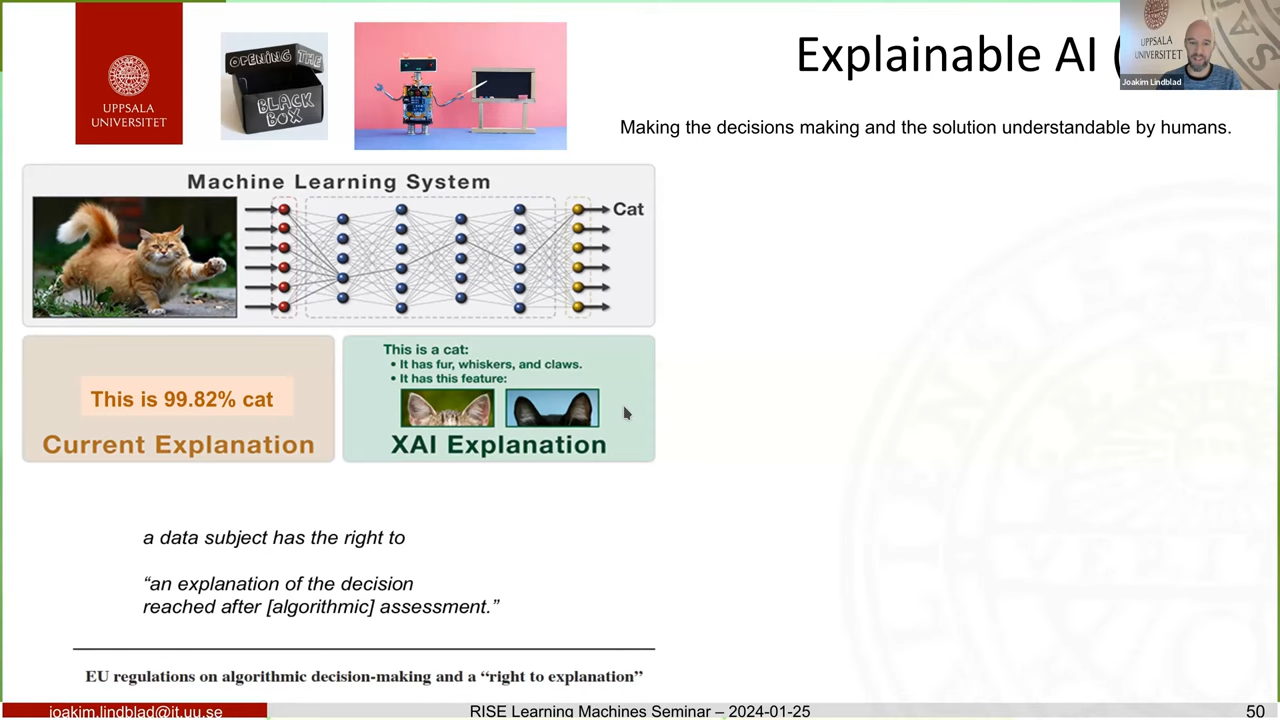 UPPSALA
UNIVERSITET
OPENING THE
BLACK
BOX
Explainable AI (
UPPSALA
UNIVERSITET
Joakim Lindblad
Making the decisions making and the solution understandable by humans.
Machine Learning System
Cat
This is 99.82% cat
Current Explanation
This is a cat:
• It has fur, whiskers, and claws.
• It has this feature:
XAI Explanation
a data subject has the right to
“an explanation of the decision
reached after [algorithmic] assessment.”
EU regulations on algorithmic decision-making and a “right to explanation”
joakim.lindblad@it.uu.se
RISE Learning Machines Seminar – 2024-01-25
50